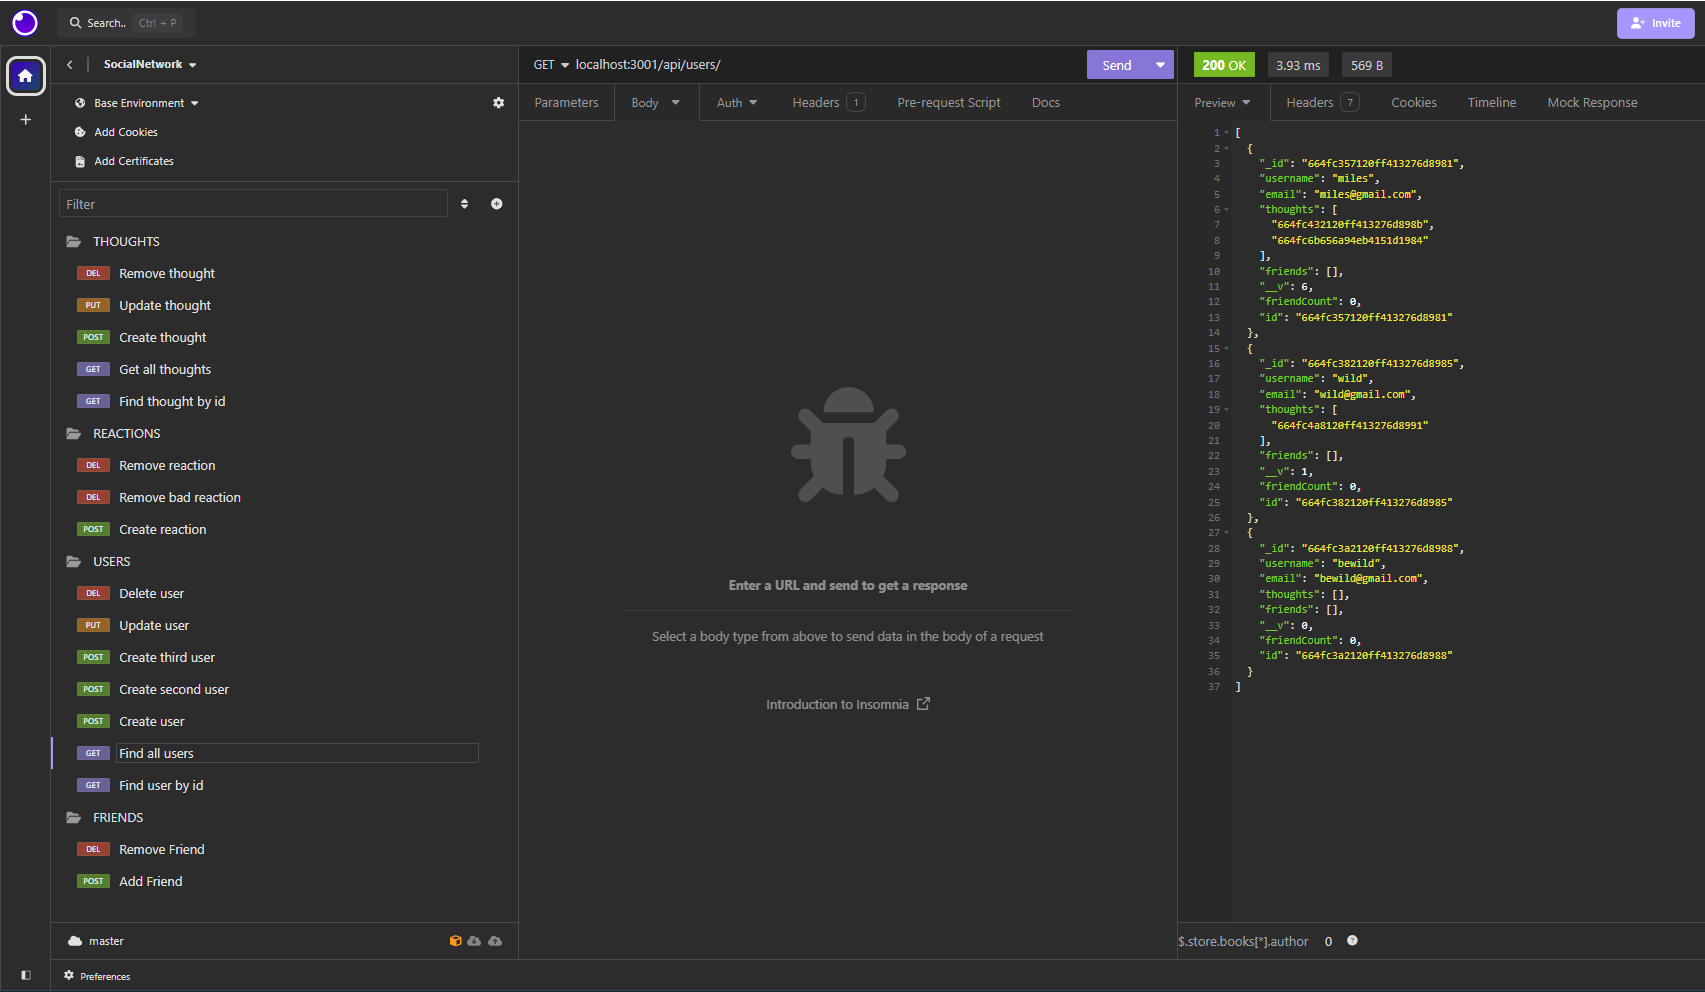 Search..
Ctrl + P
Invite
SocialNetwork
Base Environment
Add Cookies
Add Certificates
Filter
THOUGHTS
DEL Remove thought
PUT Update thought
POST Create thought
GET Get all thoughts
GET Find thought by id
REACTIONS
DEL Remove reaction
DEL Remove bad reaction
POST Create reaction
USERS
DEL Delete user
PUT Update user
POST Create third user
POST Create second user
POST Create user
GET Find all users
GET Find user by id
FRIENDS
DEL Remove Friend
POST Add Friend
master
Preferences
GET localhost:3001/api/users/
Send
Parameters Body Auth Headers 1 Pre-request Script Docs
Enter a URL and send to get a response
Select a body type from above to send data in the body of a request
Introduction to Insomnia
200 OK 3.93 ms 569 B
Preview Headers 7 Cookies Timeline Mock Response
1 [
2 {
3 "_id": "664fc357120ff413276d8981",
4 "username": "miles",
5 "email": "miles@gmail.com",
6 "thoughts": [
7 "664fc432120ff413276d898b",
8 "664fc6b656a94eb4151d1984"
9 ],
10 "friends": [],
11 "__v": 6,
12 "friendCount": 0,
13 "id": "664fc357120ff413276d8981"
14 },
15 {
16 "_id": "664fc382120ff413276d8985",
17 "username": "wild",
18 "email": "wild@gmail.com",
19 "thoughts": [
20 "664fc4a8120ff413276d8991"
21 ],
22 "friends": [],
23 "__v": 1,
24 "friendCount": 0,
25 "id": "664fc382120ff413276d8985"
26 },
27 {
28 "_id": "664fc3a2120ff413276d8988",
29 "username": "bewild",
30 "email": "bewild@gmail.com",
31 "thoughts": [],
32 "friends": [],
33 "__v": 0,
34 "friendCount": 0,
35 "id": "664fc3a2120ff413276d8988"
36 }
37 ]
$.store.books[*].author 0 ?